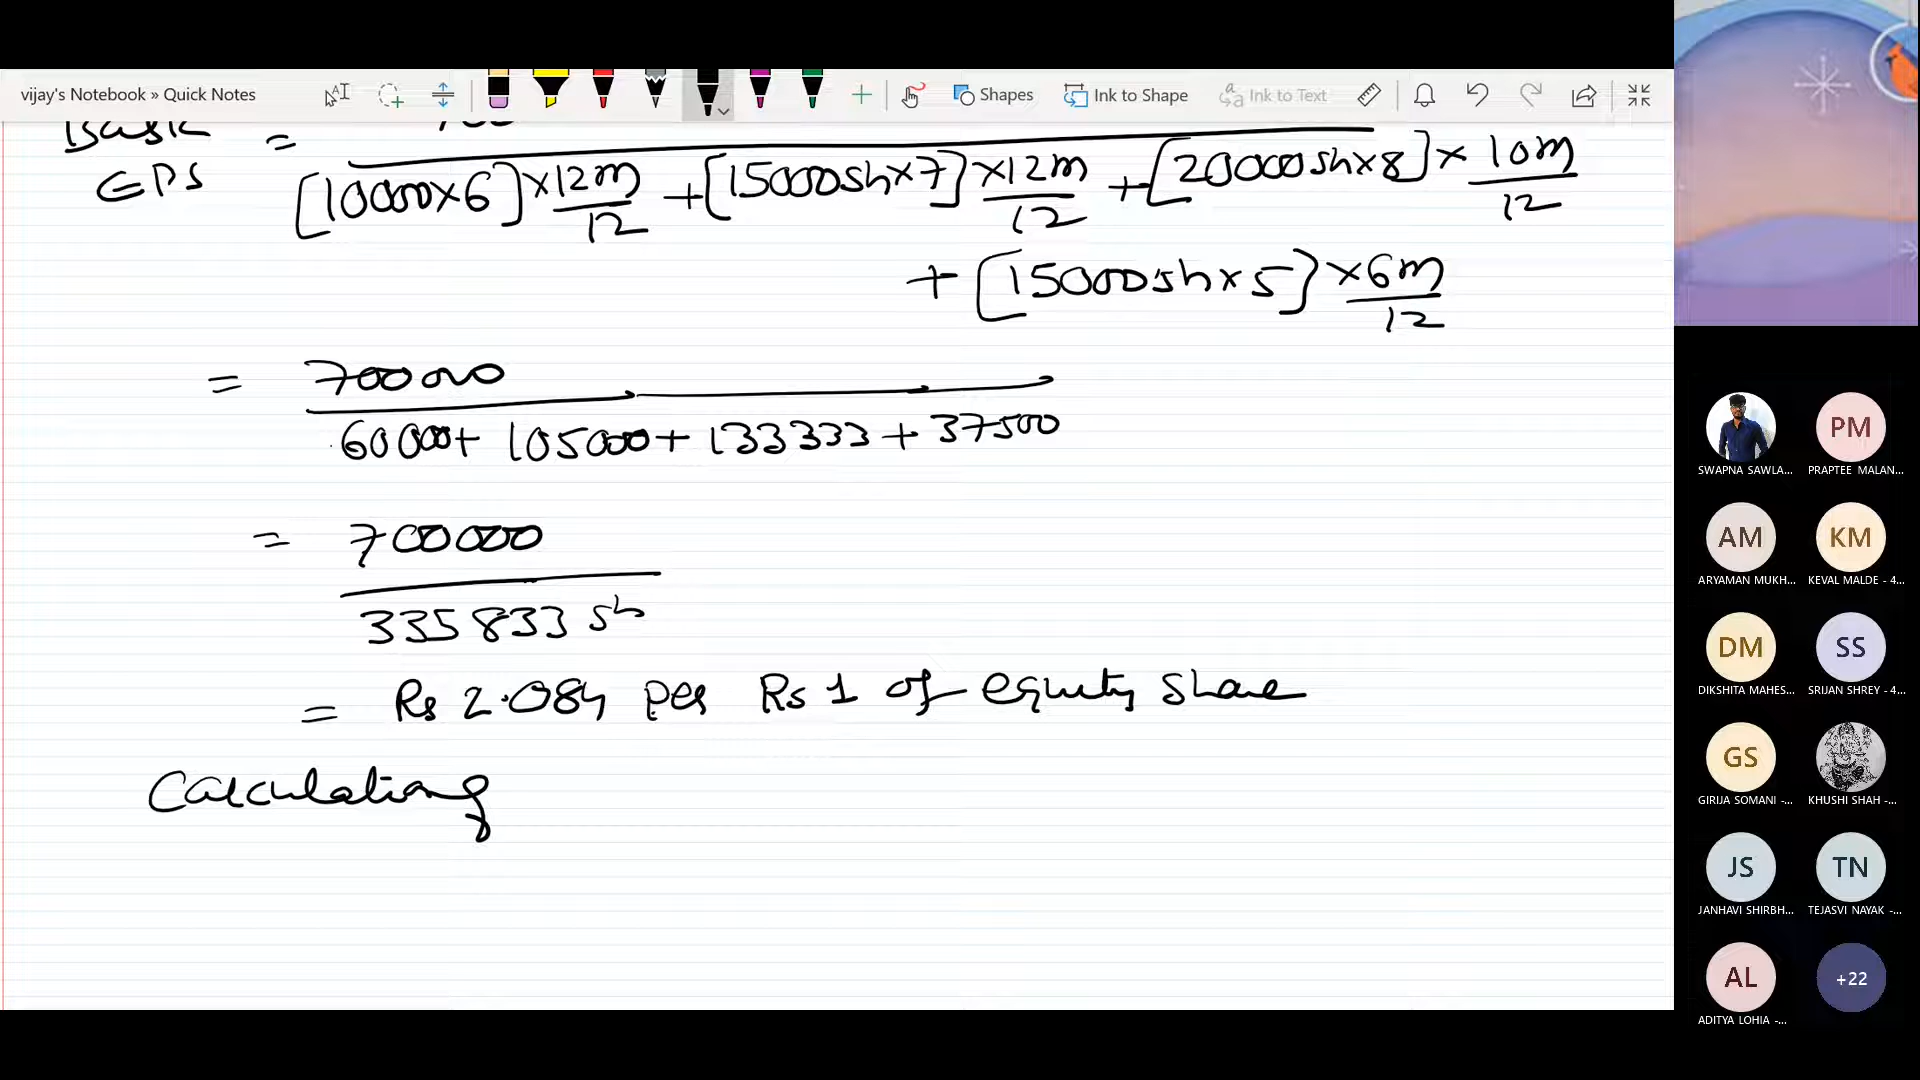 vijay's Notebook » Quick Notes
Shapes
Ink to Shape
Ink to Text
Basic
EPS =
[10000×6] × 12m/12 + [15000sh×7] × 12m/12 + [20000sh×8] × 10m/12
+ [15000sh×5] × 6m/12
= 700000
60000 + 105000 + 133333 + 37500
= 700000
335833 sh
= Rs 2.084 per Rs 1 of equity share
Calculation of
SWAPNA SAWLA...
PM
PRAPTEE MALAN...
AM
ARYAMAN MUKH...
KM
KEVAL MALDE - 4...
DM
DIKSHITA MAHES...
SS
SRIJAN SHREY - 4...
GS
GIRIJA SOMANI -...
KHUSHI SHAH -...
JS
JANHAVI SHIRBH...
TN
TEJASVI NAYAK -...
AL
ADITYA LOHIA -...
+22